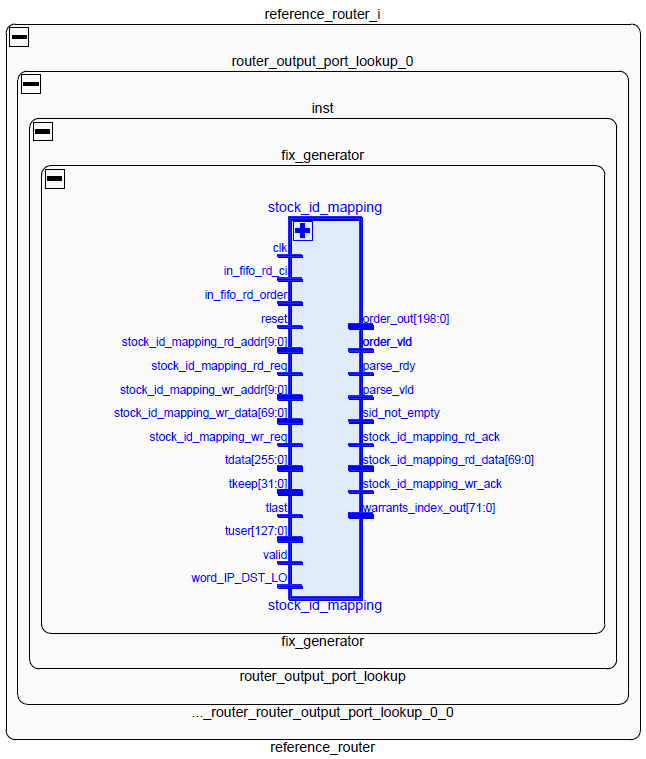 reference_router_i
router_output_port_lookup_0
inst
fix_generator
stock_id_mapping
clk
in_fifo_rd_ci
in_fifo_rd_order
reset
order_out[198:0]
stock_id_mapping_rd_addr[9:0]
order_vld
stock_id_mapping_rd_req
parse_rdy
stock_id_mapping_wr_addr[9:0]
parse_vld
stock_id_mapping_wr_data[69:0]
sid_not_empty
stock_id_mapping_wr_req
stock_id_mapping_rd_ack
tdata[255:0]
stock_id_mapping_rd_data[69:0]
tkeep[31:0]
stock_id_mapping_wr_ack
tlast
warrants_index_out[71:0]
tuser[127:0]
valid
word_IP_DST_LO
stock_id_mapping
fix_generator
router_output_port_lookup
..._router_router_output_port_lookup_0_0
reference_router